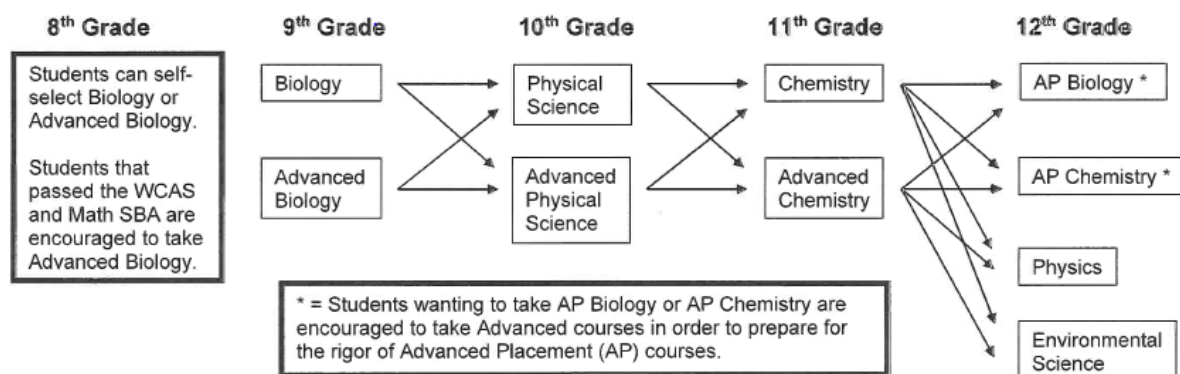 8th Grade
9th Grade
10th Grade
11th Grade
12th Grade
Students can self-
select Biology or
Advanced Biology.
Students that
passed the WCAS
and Math SBA are
encouraged to take
Advanced Biology.
Biology
Advanced
Biology
Physical
Science
Advanced
Physical
Science
Chemistry
Advanced
Chemistry
AP Biology *
AP Chemistry *
Physics
Environmental
Science
* = Students wanting to take AP Biology or AP Chemistry are
encouraged to take Advanced courses in order to prepare for
the rigor of Advanced Placement (AP) courses.